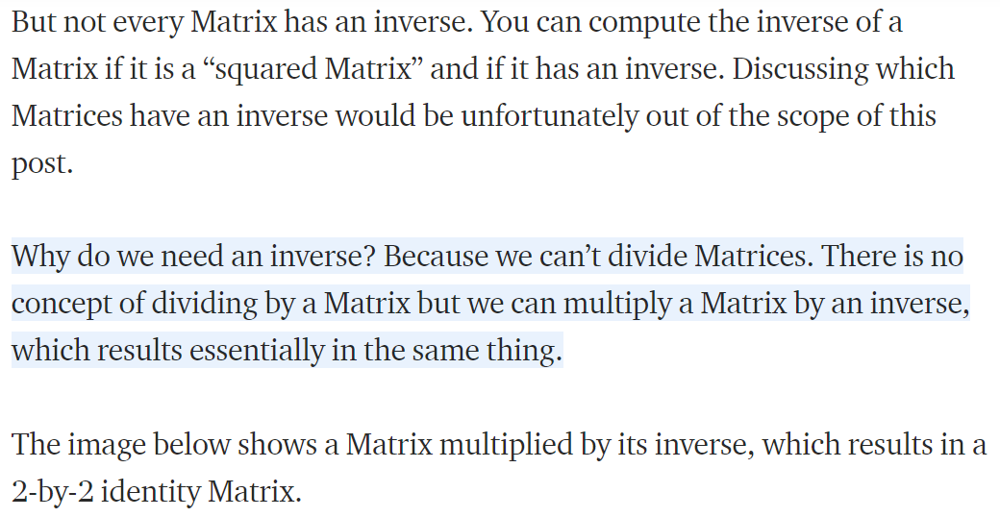 But not every Matrix has an inverse. You can compute the inverse of a
Matrix if it is a “squared Matrix” and if it has an inverse. Discussing which
Matrices have an inverse would be unfortunately out of the scope of this
post.
Why do we need an inverse? Because we can’t divide Matrices. There is no
concept of dividing by a Matrix but we can multiply a Matrix by an inverse,
which results essentially in the same thing.
The image below shows a Matrix multiplied by its inverse, which results in a
2-by-2 identity Matrix.